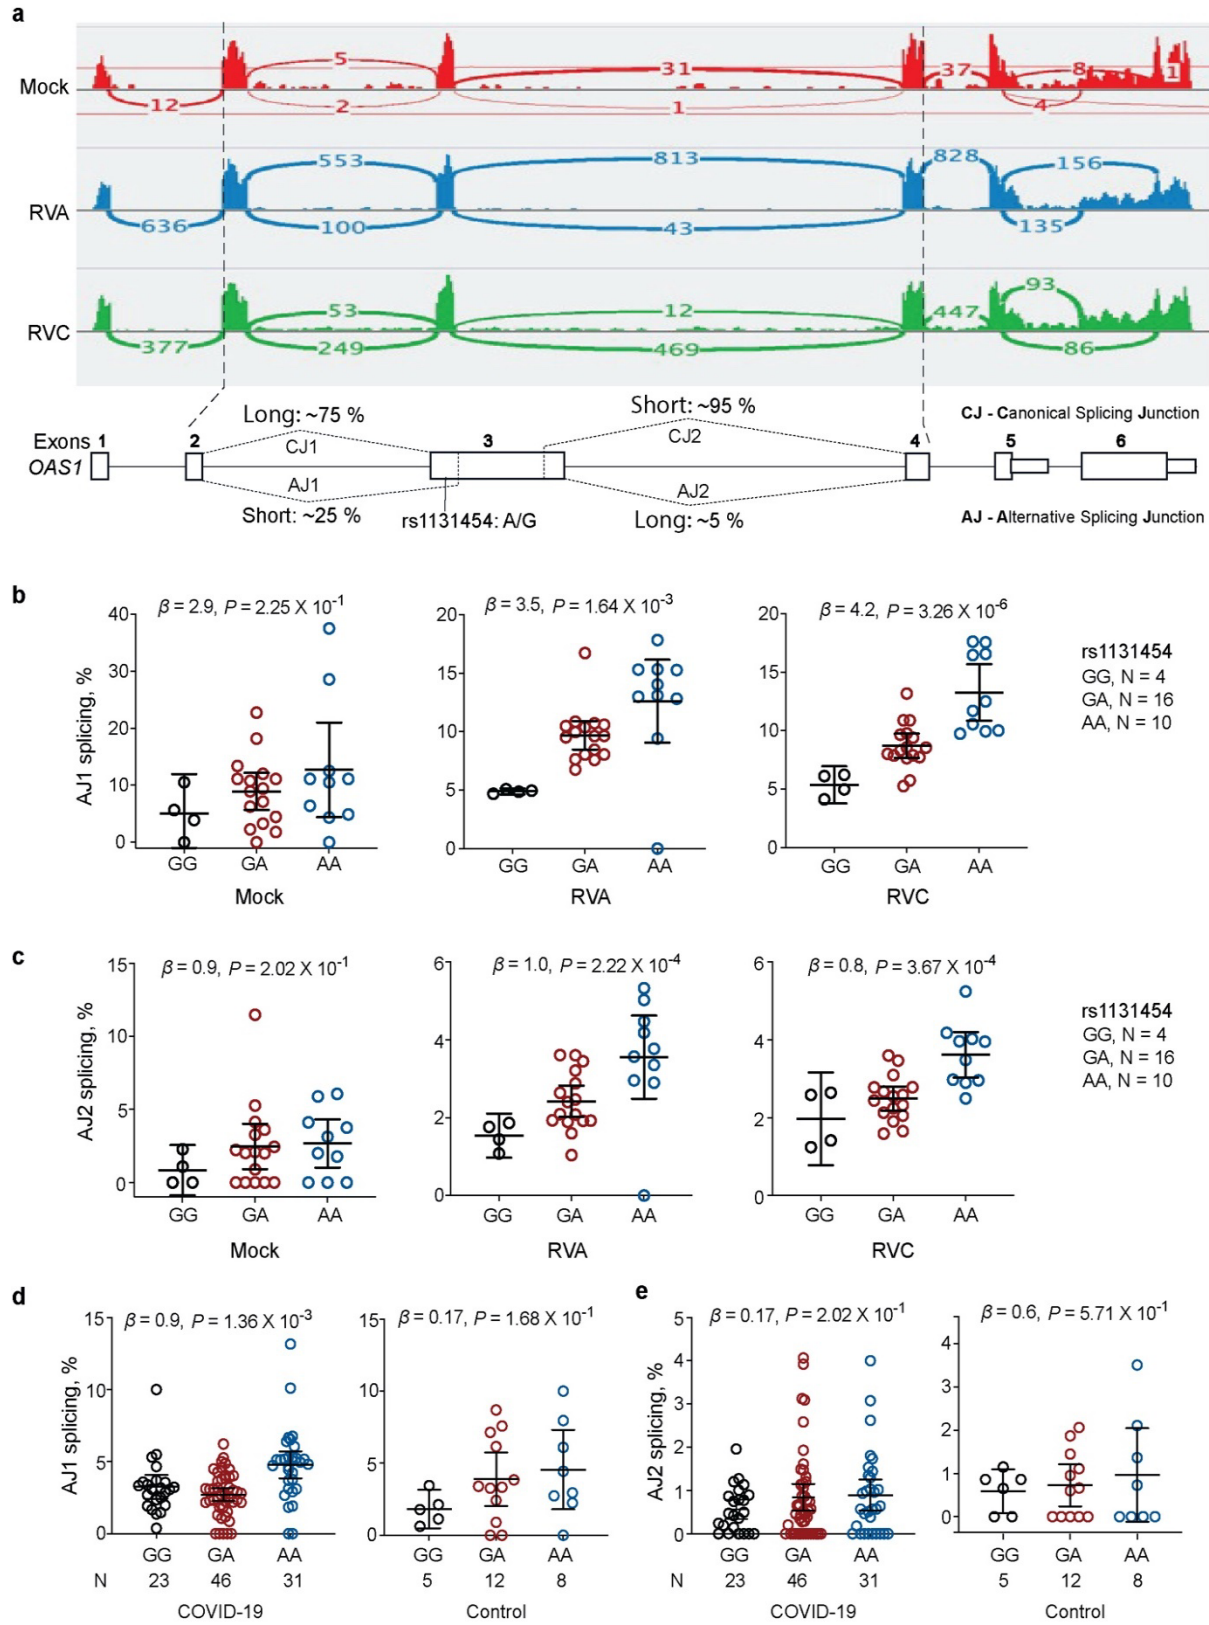 a
Mock
5
31
37
8
1
12
2
1
4
RVA
553
813
828
156
636
100
43
135
RVC
53
12
447
93
377
249
469
86
Long: ~75 %
Short: ~95 %
CJ - Canonical Splicing Junction
Exons 1 2 CJ1 3 CJ2 4 5 6
OAS1
AJ1
AJ2
Short: ~25 %
rs1131454: A/G
Long: ~5 %
AJ - Alternative Splicing Junction
b
β = 2.9, P = 2.25 X 10-1
AJ1 splicing, %
40
30
20
10
0
GG GA AA
Mock
β = 3.5, P = 1.64 X 10-3
20
15
10
5
0
GG GA AA
RVA
β = 4.2, P = 3.26 X 10-6
20
15
10
5
0
GG GA AA
RVC
rs1131454
GG, N = 4
GA, N = 16
AA, N = 10
c
β = 0.9, P = 2.02 X 10-1
AJ2 splicing, %
15
10
5
0
GG GA AA
Mock
β = 1.0, P = 2.22 X 10-4
6
4
2
0
GG GA AA
RVA
β = 0.8, P = 3.67 X 10-4
6
4
2
0
GG GA AA
RVC
rs1131454
GG, N = 4
GA, N = 16
AA, N = 10
d
β = 0.9, P = 1.36 X 10-3
AJ1 splicing, %
15
10
5
0
GG GA AA
N 23 46 31
COVID-19
β = 0.17, P = 1.68 X 10-1
15
10
5
0
GG GA AA
5 12 8
Control
e
β = 0.17, P = 2.02 X 10-1
AJ2 splicing, %
5
4
3
2
1
0
GG GA AA
N 23 46 31
COVID-19
β = 0.6, P = 5.71 X 10-1
4
3
2
1
0
GG GA AA
5 12 8
Control